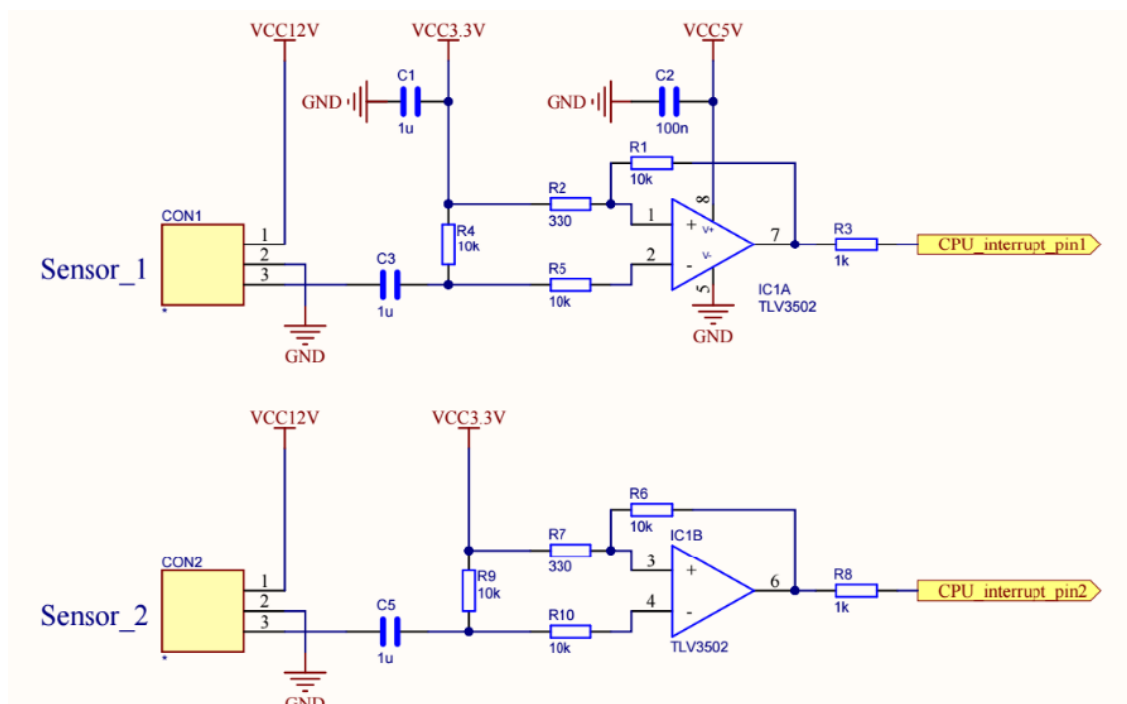 VCC12V
VCC3.3V
VCC5V
C1
GND
1u
C2
GND
100n
R1
10k
R2
330
8
CON1
1
+
V+
R4
10k
7
R3
1k
CPU_interrupt_pin1
1
2
3
Sensor_1
C3
1u
2
-
V-
R5
10k
5
IC1A
TLV3502
*
GND
GND
VCC12V
VCC3.3V
R6
10k
IC1B
R7
330
3
+
CON2
1
2
3
R9
10k
6
R8
1k
CPU_interrupt_pin2
Sensor_2
C5
1u
R10
10k
4
-
TLV3502
*
GND